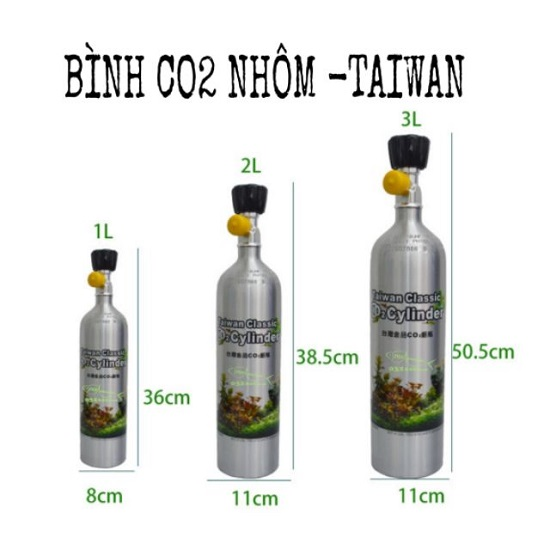 BÌNH CO2 NHÔM -TAIWAN
3L
2L
1L
Taiwan Classic
CO₂ Cylinder
Taiwan Classic
CO₂ Cylinder
Taiwan Classic
CO₂ Cylinder
36cm
38.5cm
50.5cm
8cm
11cm
11cm